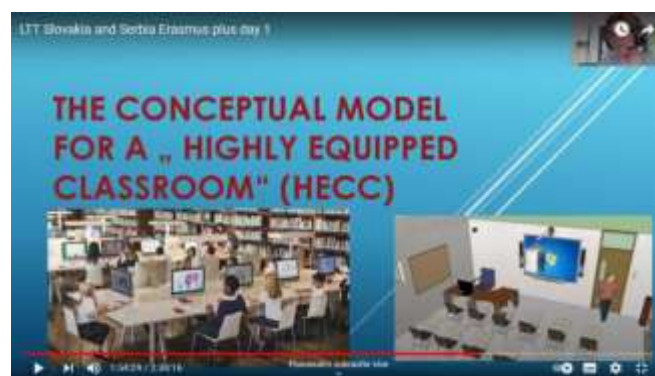 LTT Slovakia and Serbia Erasmus plus day 1
THE CONCEPTUAL MODEL
FOR A „ HIGHLY EQUIPPED
CLASSROOM“ (HECC)